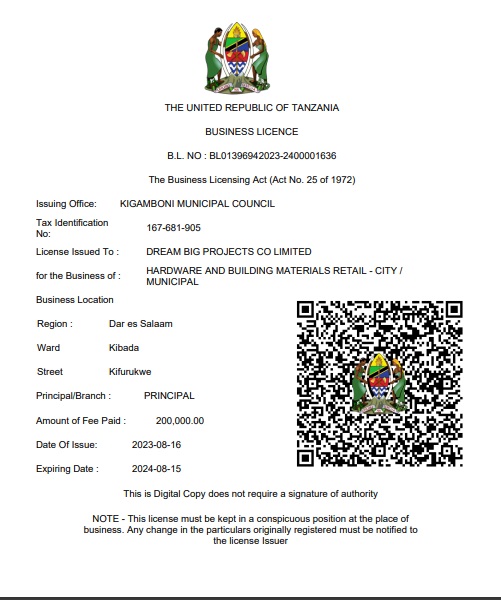 THE UNITED REPUBLIC OF TANZANIA
BUSINESS LICENCE
B.L. NO : BL01396942023-2400001636
The Business Licensing Act (Act No. 25 of 1972)
Issuing Office: KIGAMBONI MUNICIPAL COUNCIL
Tax Identification
No: 167-681-905
License Issued To : DREAM BIG PROJECTS CO LIMITED
for the Business of : HARDWARE AND BUILDING MATERIALS RETAIL - CITY /
MUNICIPAL
Business Location
Region : Dar es Salaam
Ward Kibada
Street Kifurukwe
Principal/Branch : PRINCIPAL
Amount of Fee Paid : 200,000.00
Date Of Issue: 2023-08-16
Expiring Date : 2024-08-15
This is Digital Copy does not require a signature of authority
NOTE - This license must be kept in a conspicuous position at the place of
business. Any change in the particulars originally registered must be notified to
the license Issuer